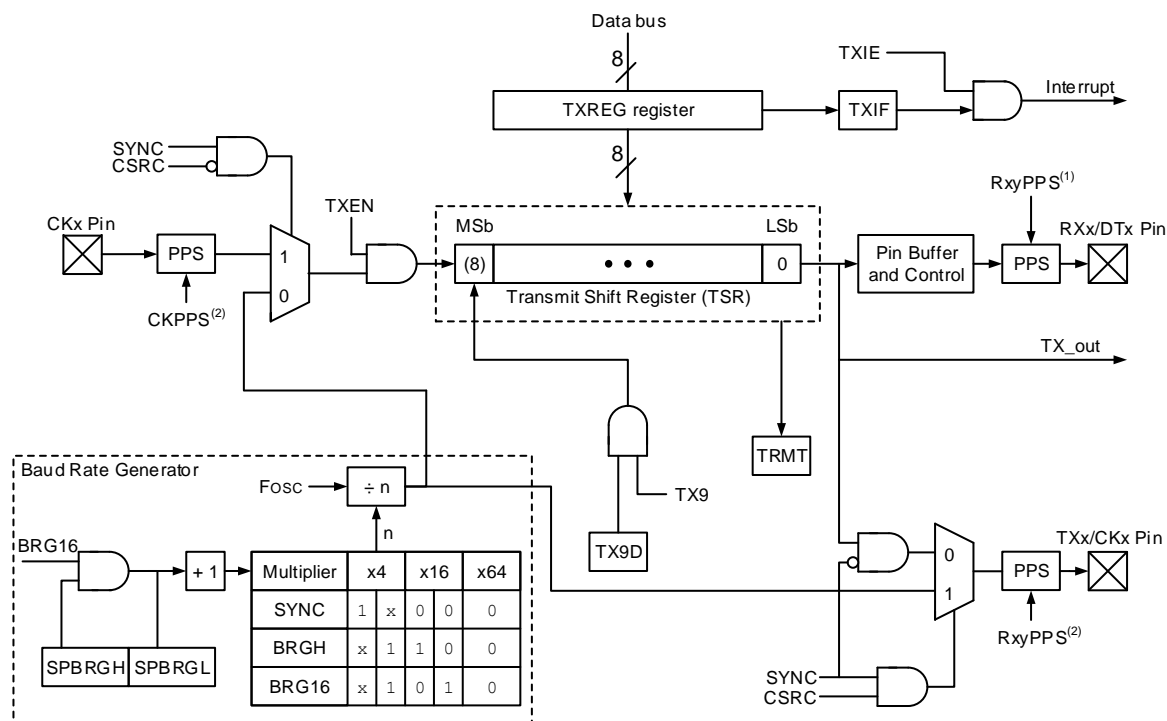 Data bus
8
TXIE
Interrupt
TXREG register
TXIF
8
SYNC
CSRC
RxyPPS(1)
TXEN
CKx Pin
MSb
LSb
RXx/DTx Pin
PPS
1
(8)
• • •
0
Pin Buffer
and Control
PPS
0
Transmit Shift Register (TSR)
CKPPS(2)
TX_out
TRMT
Baud Rate Generator
Fosc
÷ n
TX9
n
BRG16
TX9D
TXx/CKx Pin
+ 1
Multiplier x4 x16 x64
0
PPS
SYNC 1 x 0 0 0
1
BRGH x 1 1 0 0
RxyPPS(2)
SPBRGH SPBRGL
BRG16 x 1 0 1 0
SYNC
CSRC